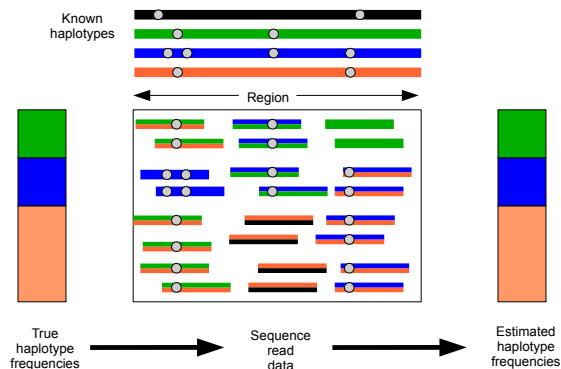 Known
haplotypes
Region
True
haplotype
frequencies
Sequence
read
data
Estimated
haplotype
frequencies